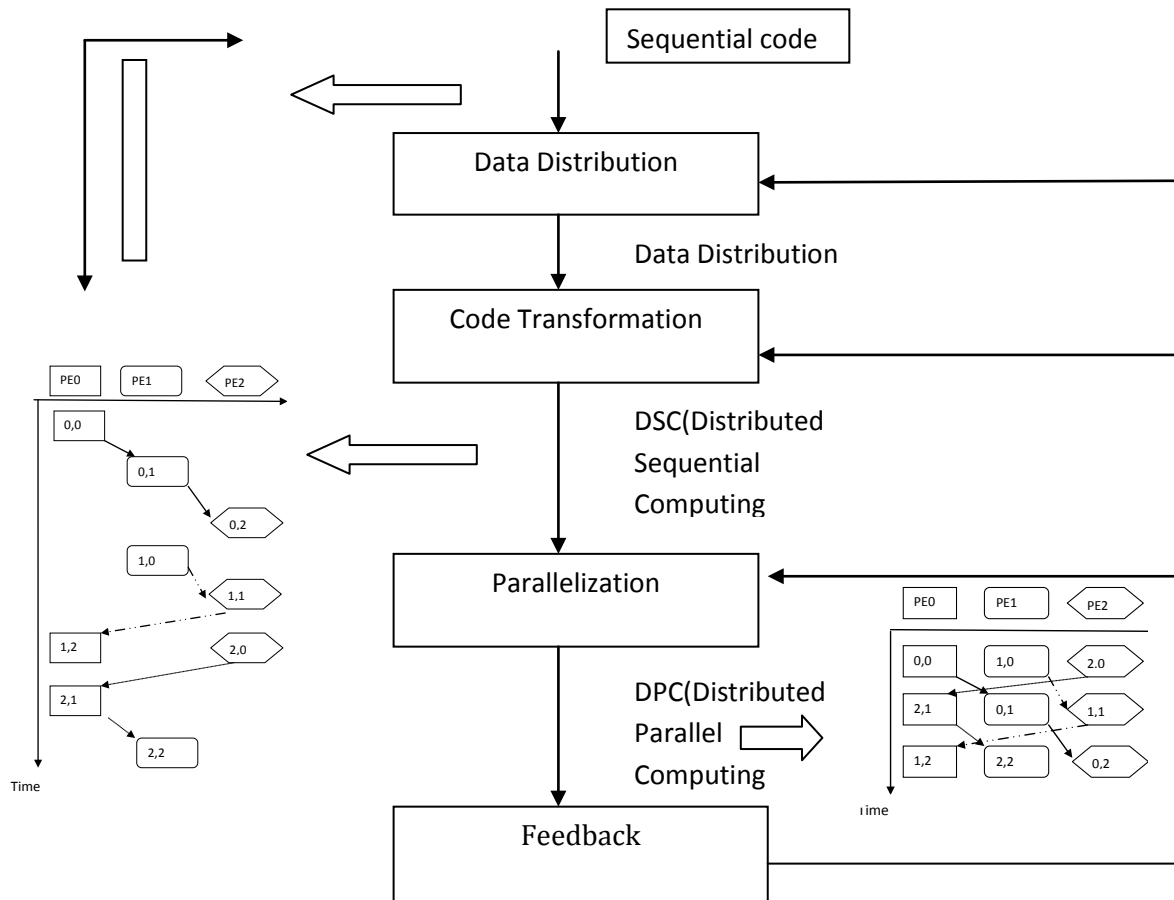 Sequential code
Data Distribution
Data Distribution
Code Transformation
PE0 PE1 PE2
0,0
0,1
0,2
1,0
1,1
1,2
2,0
2,1
2,2
Time
DSC(Distributed
Sequential
Computing
Parallelization
DPC(Distributed
Parallel
Computing
PE0 PE1 PE2
0,0 1,0 2.0
2,1 0,1 1,1
1,2 2,2 0,2
Time
Feedback